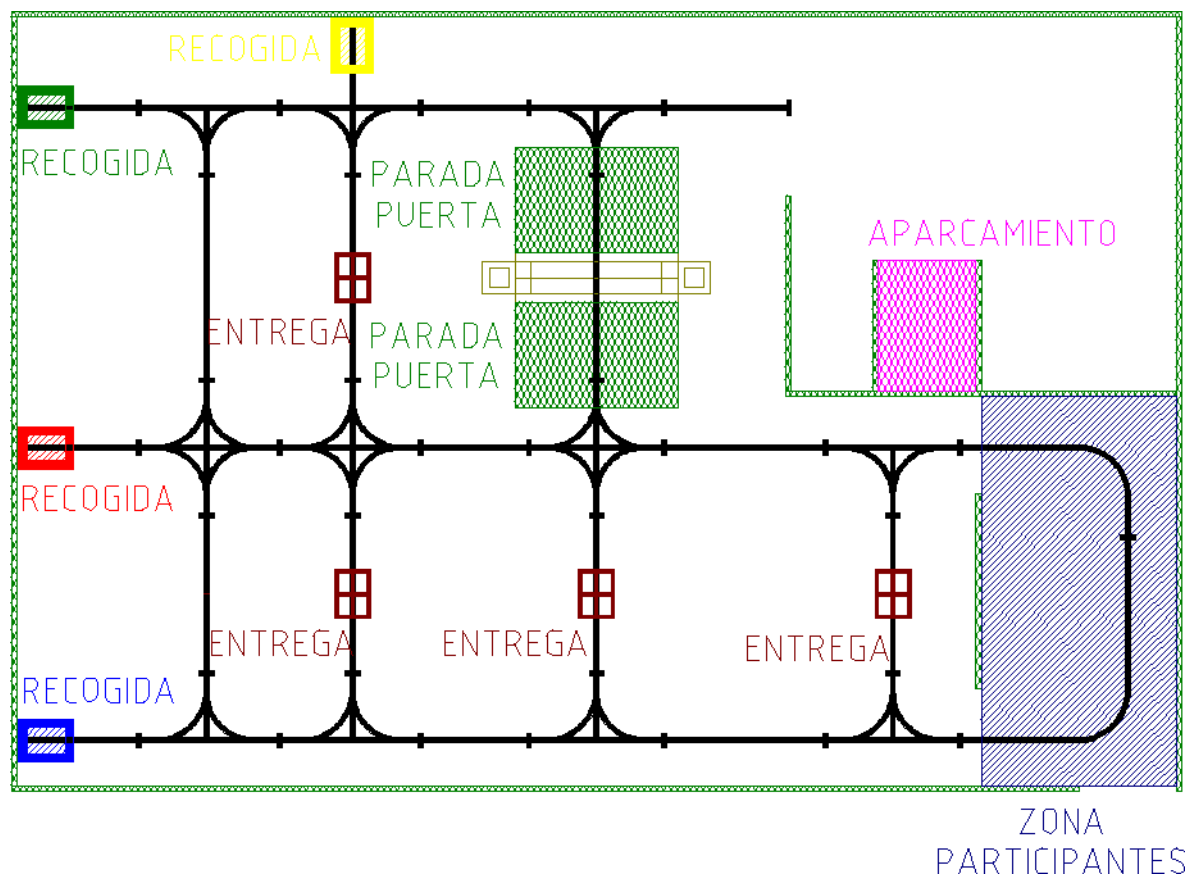 RECOGIDA
RECOGIDA
PARADA
PUERTA
APARCAMIENTO
ENTREGA
PARADA
PUERTA
RECOGIDA
ENTREGA
ENTREGA
ENTREGA
RECOGIDA
ZONA
PARTICIPANTES